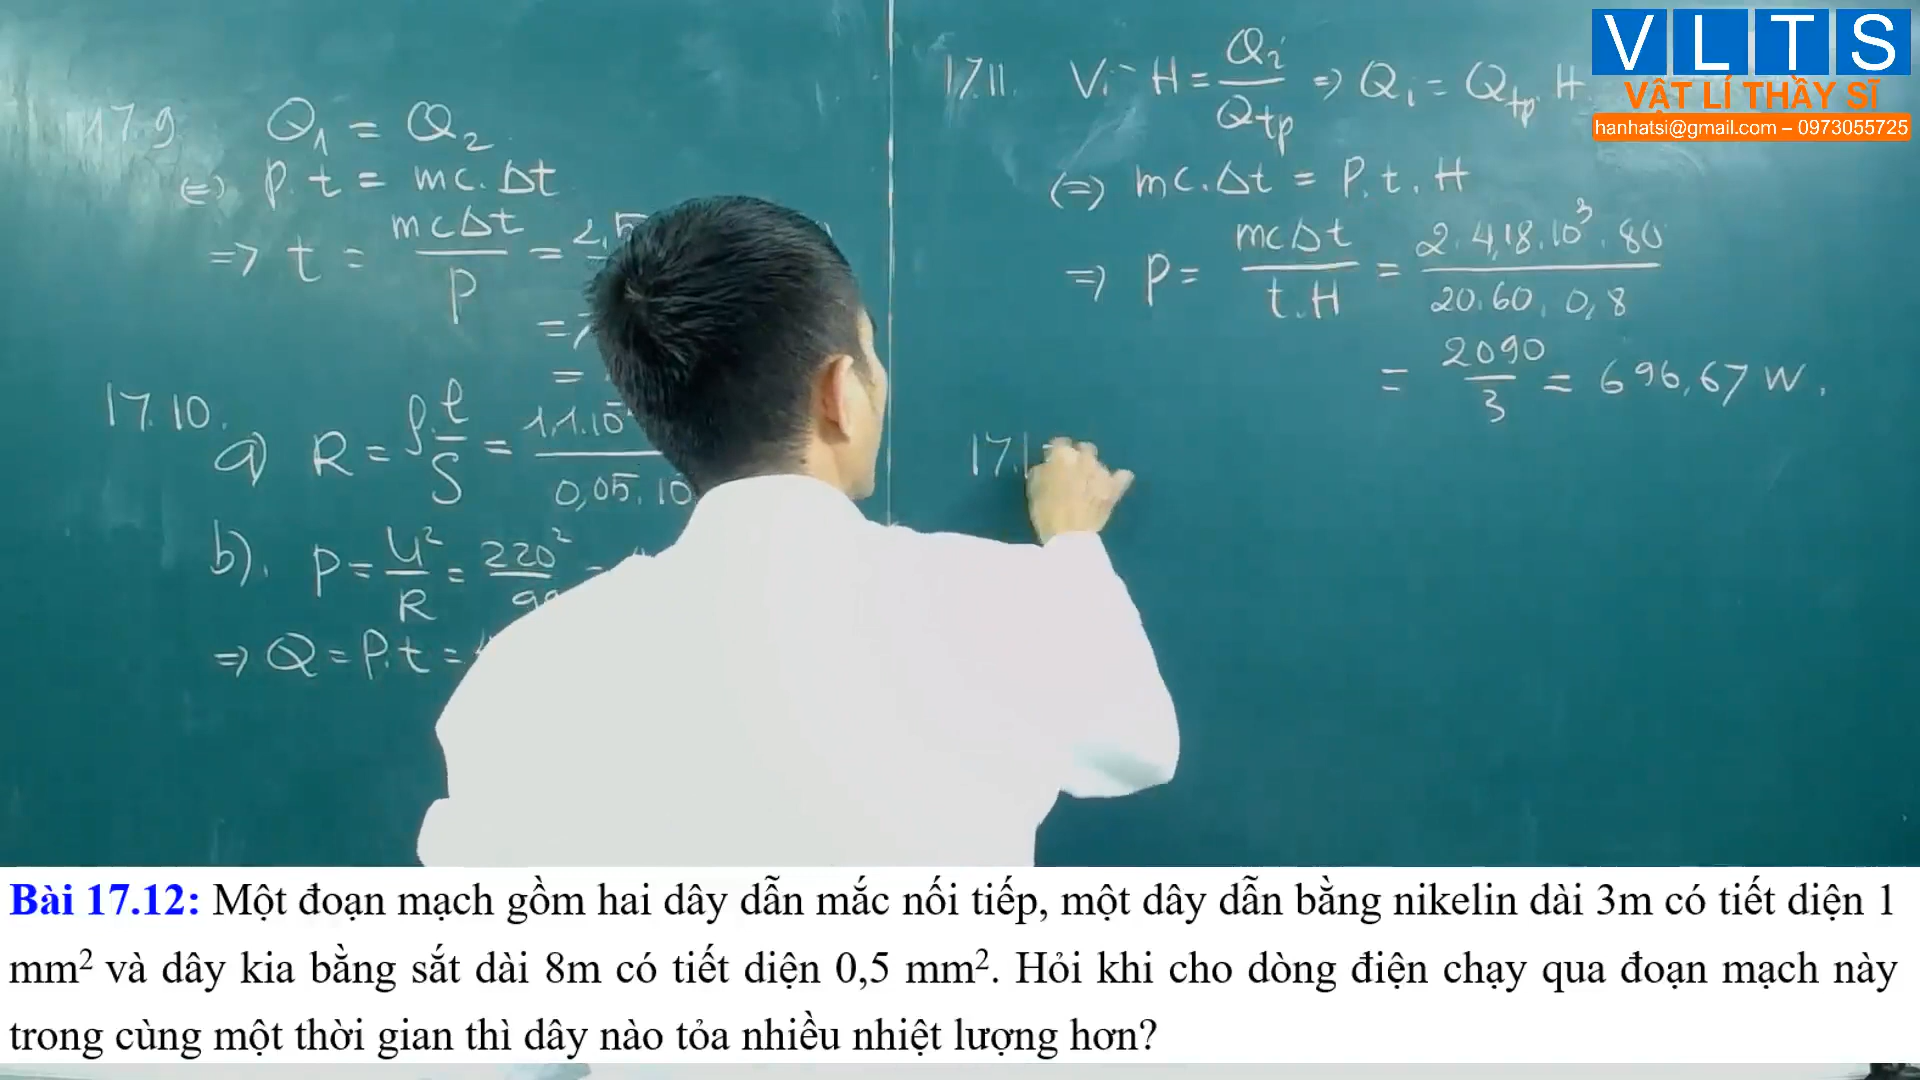 VLTS
VẬT LÍ THẦY SĨ
hanhatsi@gmail.com – 0973055725
17.9. Q₁ = Q₂
(=) P.t = mc.Δt
=> t = mcΔt / P = 2,5
=
=
17.10.
a) R = ρ.l / S = 1,1.10 / 0,05.10
b). P = U² / R = 220² / 99 =
=> Q = P.t =
17.11. Vì H = Qi / Qtp => Qi = Qtp.H
(=) mc.Δt = P.t.H
=> P = mcΔt / t.H = 2.4,18.10³.80 / 20.60.0,8
= 2090 / 3 = 696,67 W.
17.1
Bài 17.12: Một đoạn mạch gồm hai dây dẫn mắc nối tiếp, một dây dẫn bằng nikelin dài 3m có tiết diện 1
mm² và dây kia bằng sắt dài 8m có tiết diện 0,5 mm². Hỏi khi cho dòng điện chạy qua đoạn mạch này
trong cùng một thời gian thì dây nào tỏa nhiều nhiệt lượng hơn?